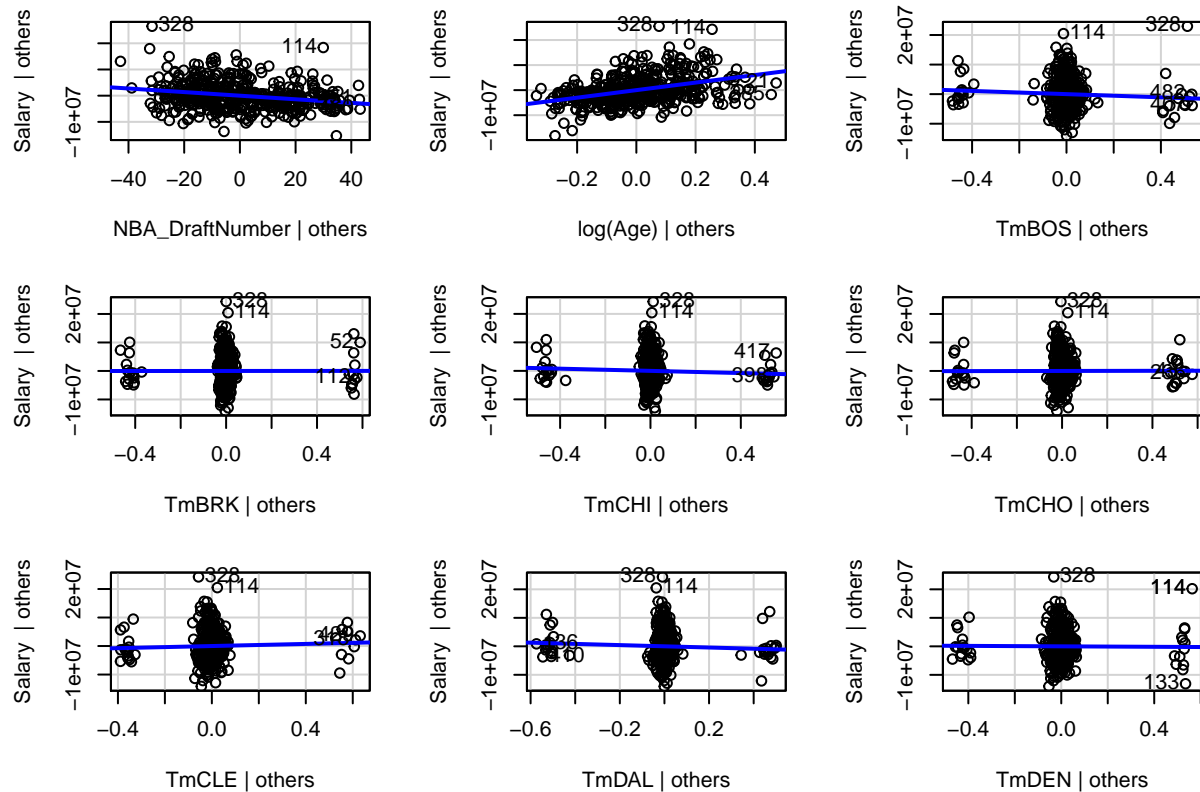 Salary | others
−1e+07
328
114
−40 −20 0 20 40
NBA_DraftNumber | others
Salary | others
−1e+07
328
114
−0.2 0.0 0.2 0.4
log(Age) | others
Salary | others
−1e+07 2e+07
114
328
−0.4 0.0 0.4
TmBOS | others
Salary | others
−1e+07 2e+07
328
114
52
112
−0.4 0.0 0.4
TmBRK | others
Salary | others
−1e+07 2e+07
328
114
417
−0.4 0.0 0.4
TmCHI | others
Salary | others
−1e+07 2e+07
328
114
−0.4 0.0 0.4
TmCHO | others
Salary | others
−1e+07 2e+07
328
114
−0.4 0.0 0.4
TmCLE | others
Salary | others
−1e+07 2e+07
328
114
−0.6 −0.2 0.2
TmDAL | others
Salary | others
−1e+07 2e+07
328
114
133
−0.4 0.0 0.4
TmDEN | others